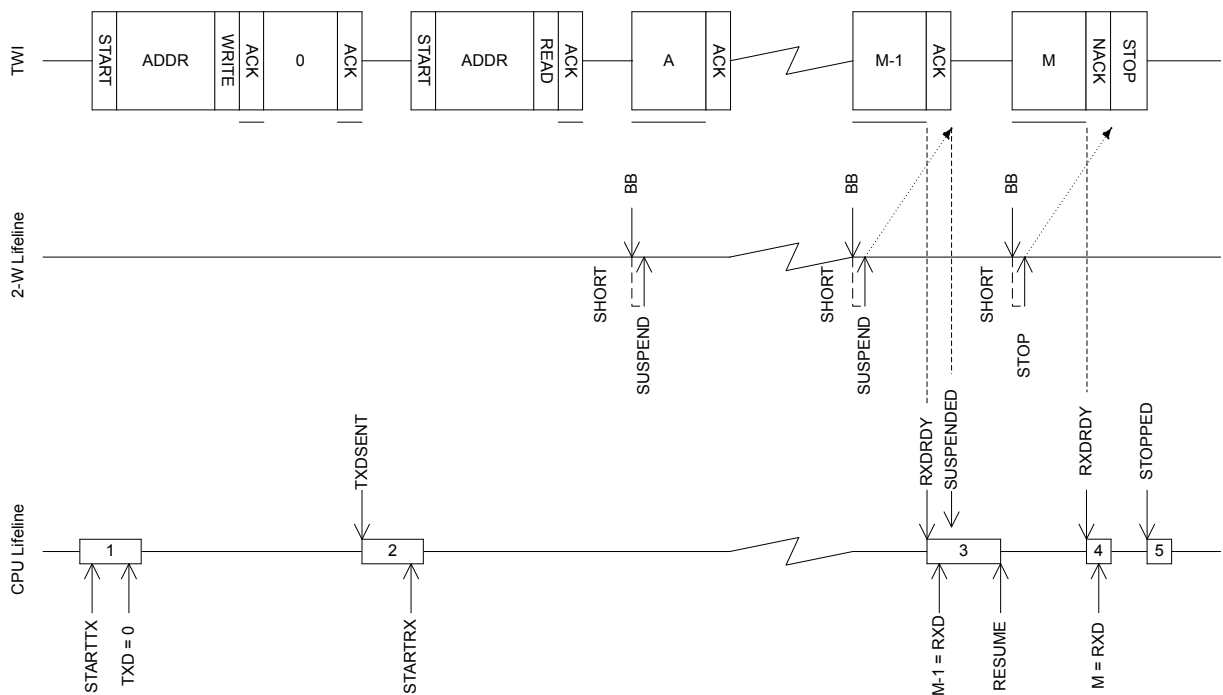 TWI
START
ADDR
WRITE
ACK
0
ACK
START
ADDR
READ
ACK
A
ACK
M-1
ACK
M
NACK
STOP
2-W Lifeline
BB
SHORT
SUSPEND
BB
SHORT
SUSPEND
BB
SHORT
STOP
CPU Lifeline
1
STARTTX
TXD = 0
TXDSENT
2
STARTRX
RXDRDY
SUSPENDED
3
M-1 = RXD
RESUME
RXDRDY
4
M = RXD
STOPPED
5